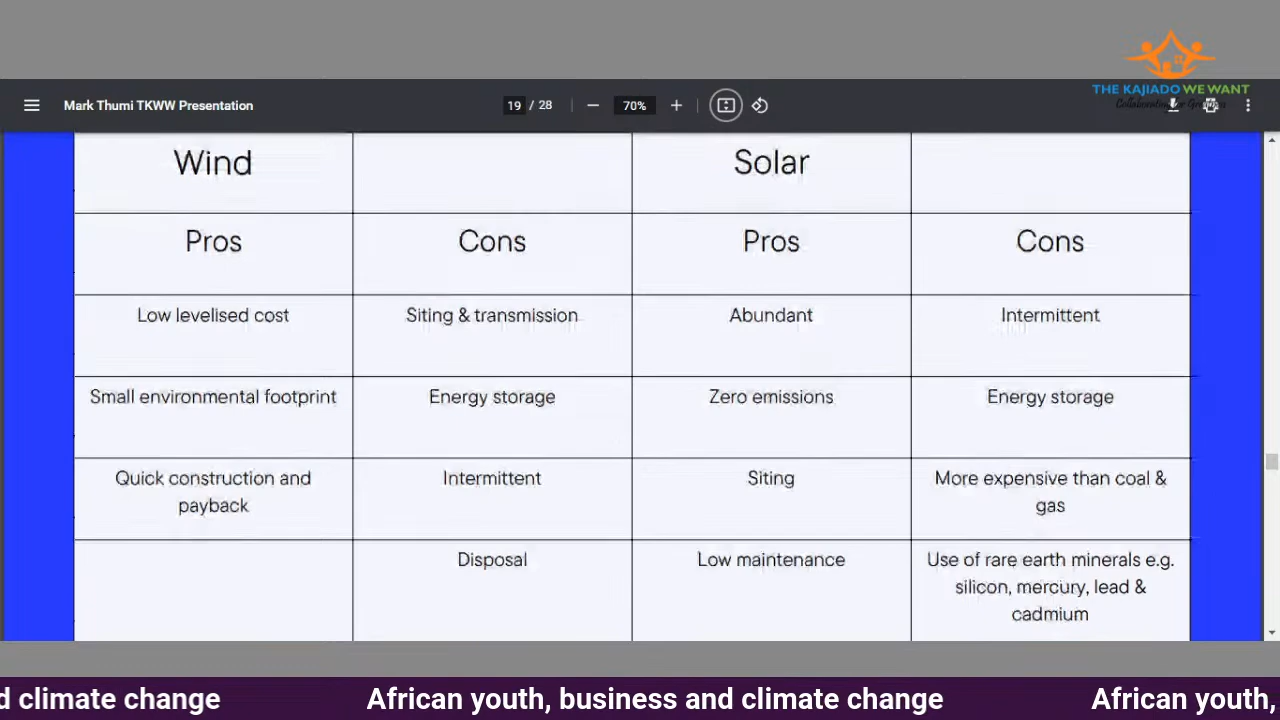 THE KAJIADO WE WANT
Mark Thumi TKWW Presentation
19 / 28
70%
Wind
Solar
Pros
Cons
Pros
Cons
Low levelised cost
Siting & transmission
Abundant
Intermittent
Small environmental footprint
Energy storage
Zero emissions
Energy storage
Quick construction and
payback
Intermittent
Siting
More expensive than coal &
gas
Disposal
Low maintenance
Use of rare earth minerals e.g.
silicon, mercury, lead &
cadmium
d climate change
African youth, business and climate change
African youth,